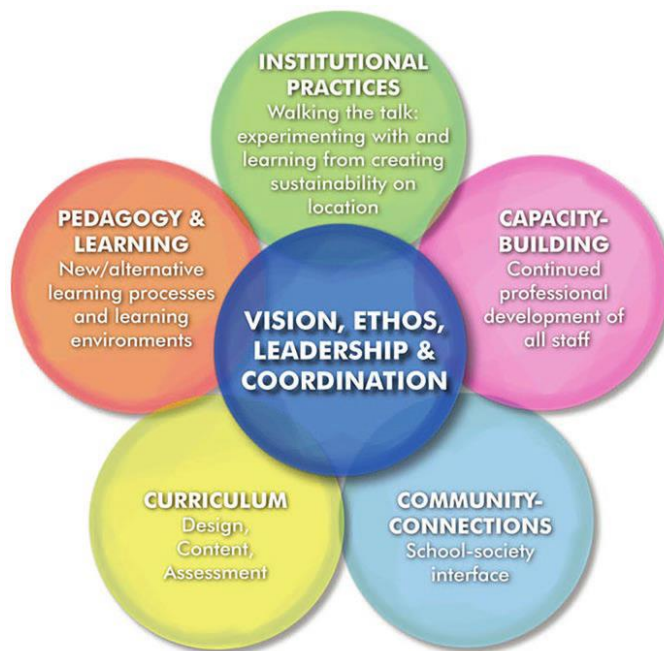 INSTITUTIONAL
PRACTICES
Walking the talk:
experimenting with and
learning from creating
sustainability on
location
PEDAGOGY &
LEARNING
New/alternative
learning processes
and learning
environments
CAPACITY-
BUILDING
Continued
professional
development of
all staff
VISION, ETHOS,
LEADERSHIP &
COORDINATION
CURRICULUM
Design,
Content,
Assessment
COMMUNITY-
CONNECTIONS
School-society
interface